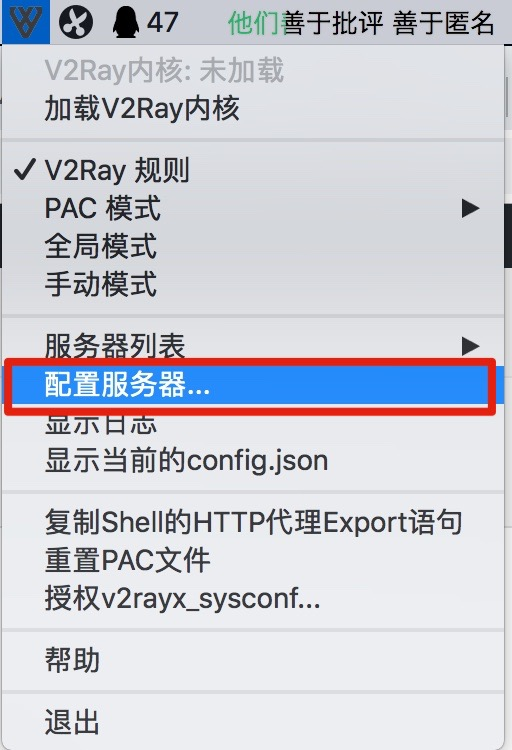 47 他们 善于批评 善于匿名
V2Ray内核: 未加载
加载V2Ray内核
V2Ray 规则
PAC 模式
全局模式
手动模式
服务器列表
配置服务器...
显示日志
显示当前的config.json
复制Shell的HTTP代理Export语句
重置PAC文件
授权v2rayx_sysconf...
帮助
退出